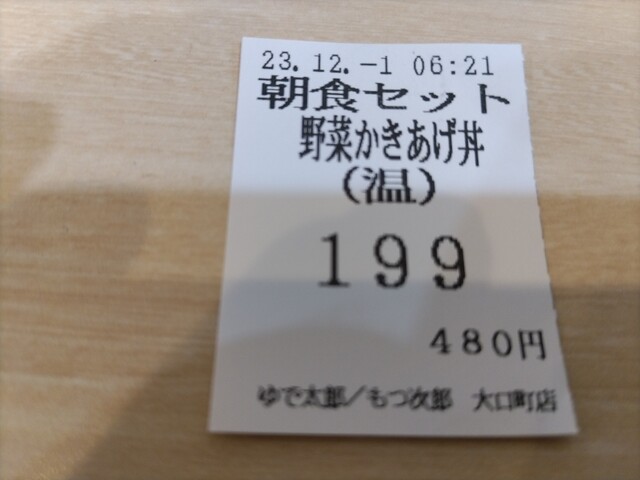 23.12.-1 06:21
朝食セット
野菜かきあげ丼
(温)
199
480円
ゆで太郎/もつ次郎 大口町店